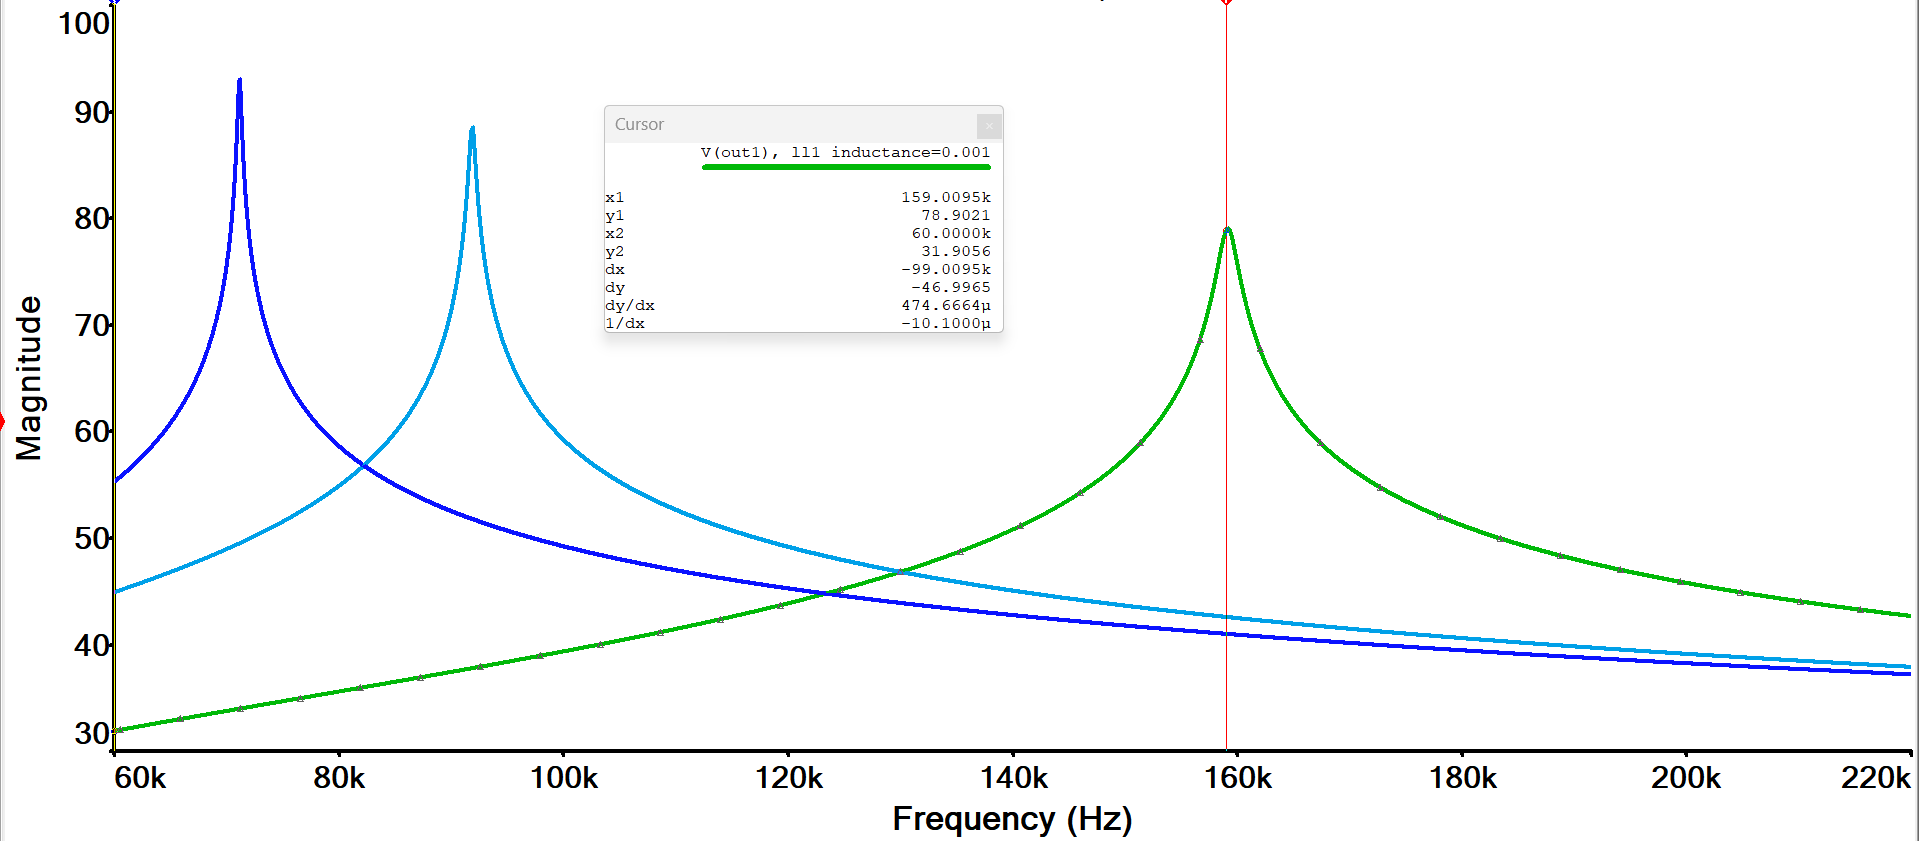 100
90
80
70
60
50
40
30
Magnitude
Cursor
V(out1), ll1 inductance=0.001
x1 159.0095k
y1 78.9021
x2 60.0000k
y2 31.9056
dx -99.0095k
dy -46.9965
dy/dx 474.6664µ
1/dx -10.1000µ
60k 80k 100k 120k 140k 160k 180k 200k 220k
Frequency (Hz)